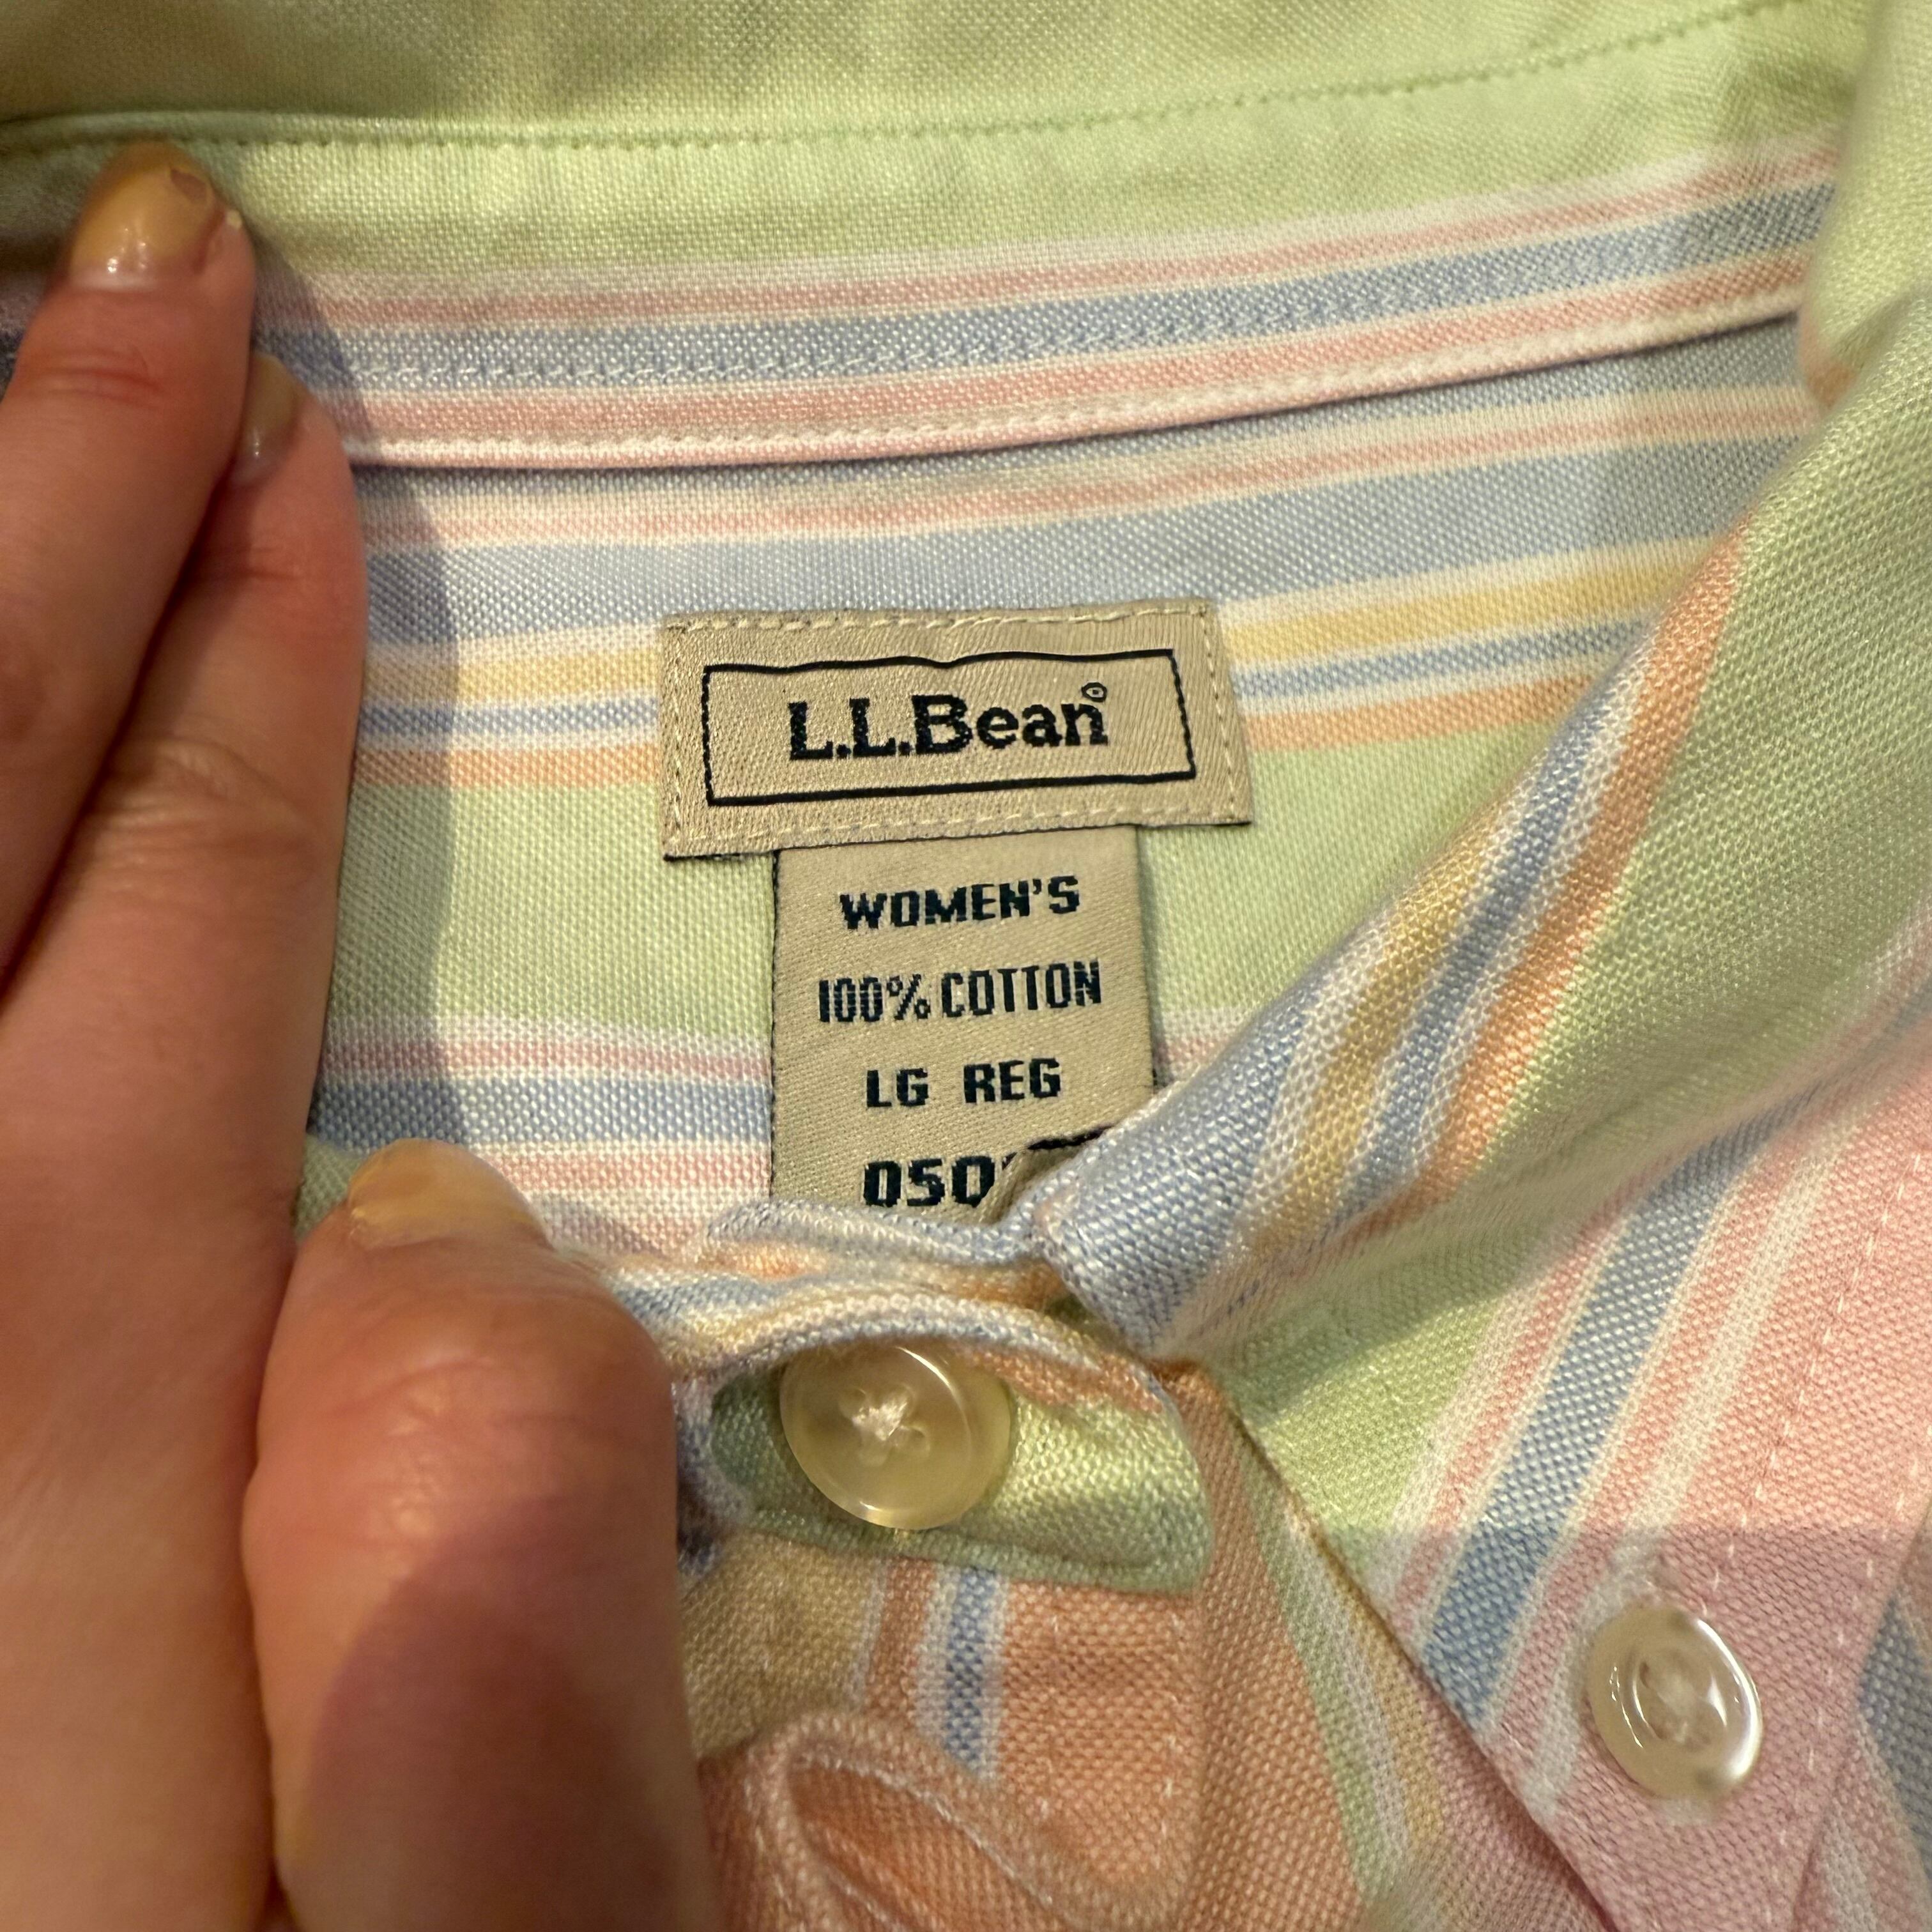 L.L.Bean®
WOMEN'S
100% COTTON
LG REG